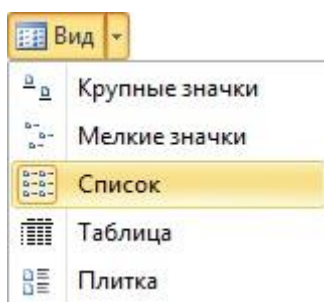 Вид
Крупные значки
Мелкие значки
Список
Таблица
Плитка